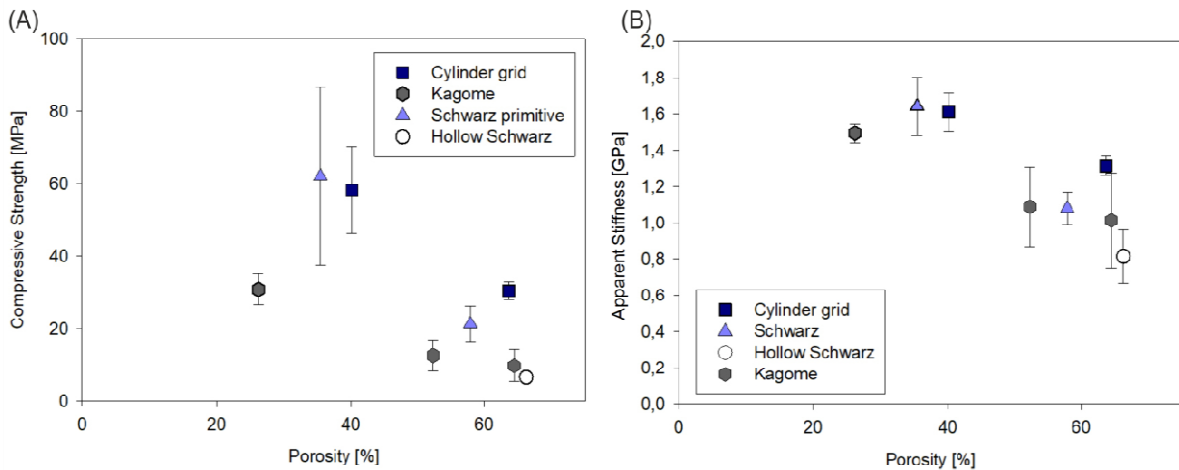 (A)
Compressive Strength [MPa]
100
80
60
40
20
0
0 20 40 60
Porosity [%]
Cylinder grid
Kagome
Schwarz primitive
Hollow Schwarz
(B)
Apparent Stiffness [GPa]
2,0
1,8
1,6
1,4
1,2
1,0
0,8
0,6
0,4
0,2
0,0
0 20 40 60
Porosity [%]
Cylinder grid
Schwarz
Hollow Schwarz
Kagome